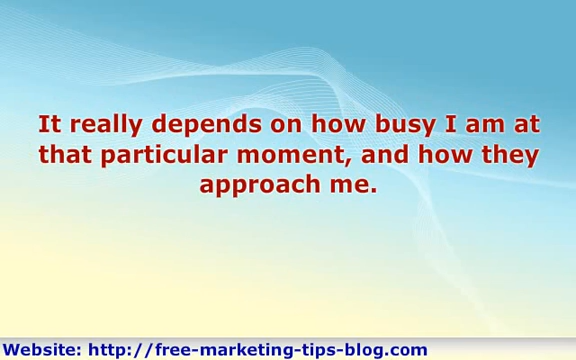 It really depends on how busy I am at
that particular moment, and how they
approach me.
Website: http://free-marketing-tips-blog.com